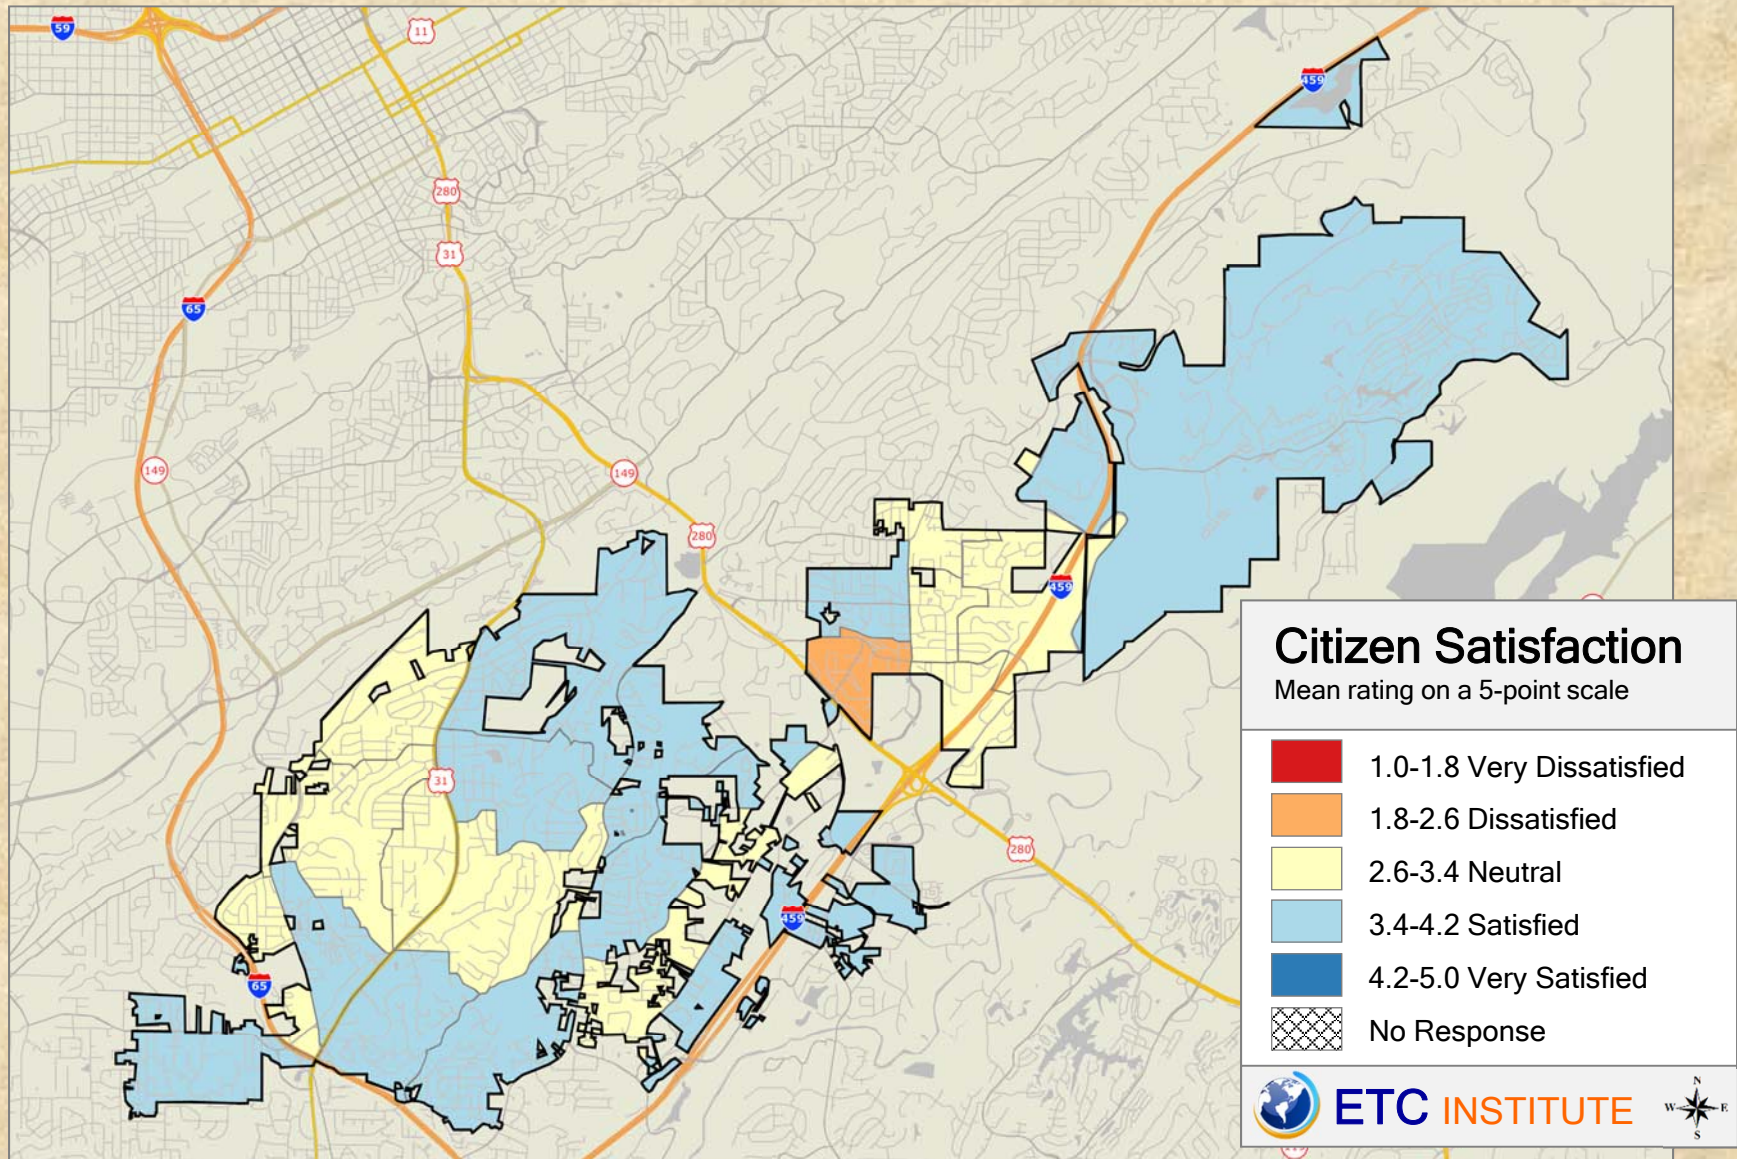 59
11
459
280
31
65
149
149
280
459
31
280
459
65
Citizen Satisfaction
Mean rating on a 5-point scale
1.0-1.8 Very Dissatisfied
1.8-2.6 Dissatisfied
2.6-3.4 Neutral
3.4-4.2 Satisfied
4.2-5.0 Very Satisfied
No Response
ETC INSTITUTE
N
W E
S